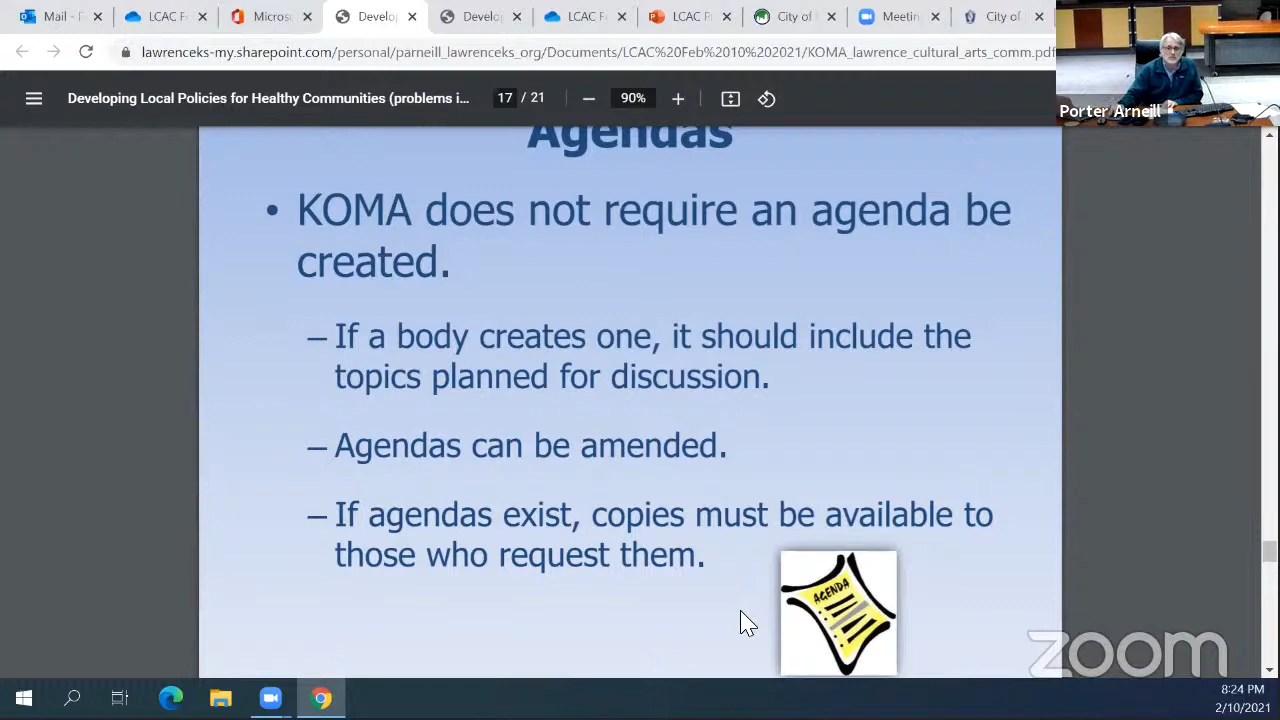 Mail - F
LCAC F
Micros
Develo
Develo
LCAC F
LCAC F
City of
Meetin
City of
lawrenceks-my.sharepoint.com/personal/parneill_lawrenceks_org/Documents/LCAC%20Feb%2010%202021/KOMA_lawrence_cultural_arts_comm.pdf
Developing Local Policies for Healthy Communities (problems i...
17 / 21
90%
Porter Arneill
Agendas
• KOMA does not require an agenda be
created.
– If a body creates one, it should include the
topics planned for discussion.
– Agendas can be amended.
– If agendas exist, copies must be available to
those who request them.
AGENDA
zoom
8:24 PM
2/10/2021